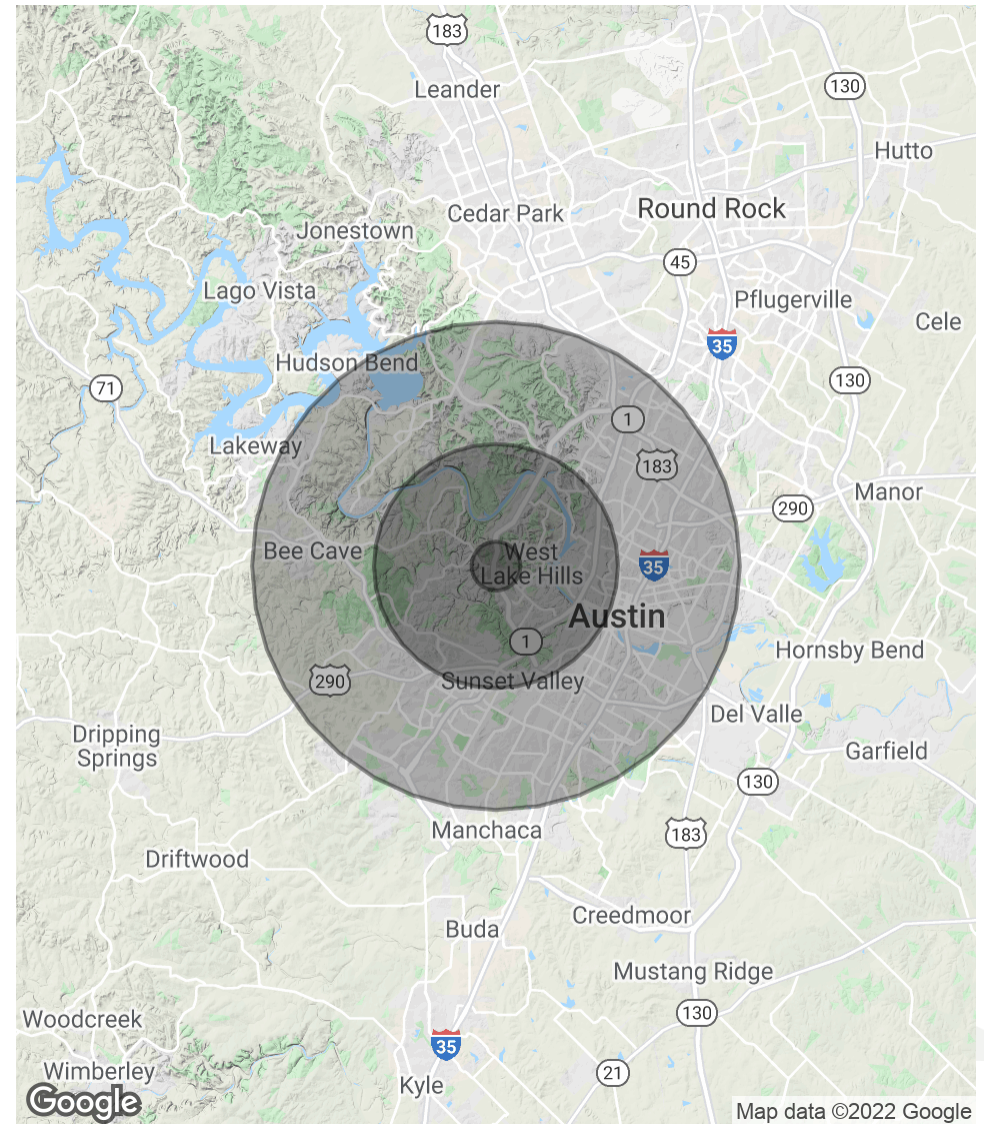 183
Leander
130
Hutto
Round Rock
Cedar Park
Jonestown
45
Lago Vista
Pflugerville
Cele
35
Hudson Bend
71
130
1
Lakeway
183
Manor
290
Bee Cave
West
Lake Hills
35
Austin
1
Hornsby Bend
290
Sunset Valley
Del Valle
Dripping
Springs
Garfield
130
Manchaca
183
Driftwood
Creedmoor
Buda
Mustang Ridge
130
Woodcreek
35
Wimberley
21
Kyle
Google
Map data ©2022 Google